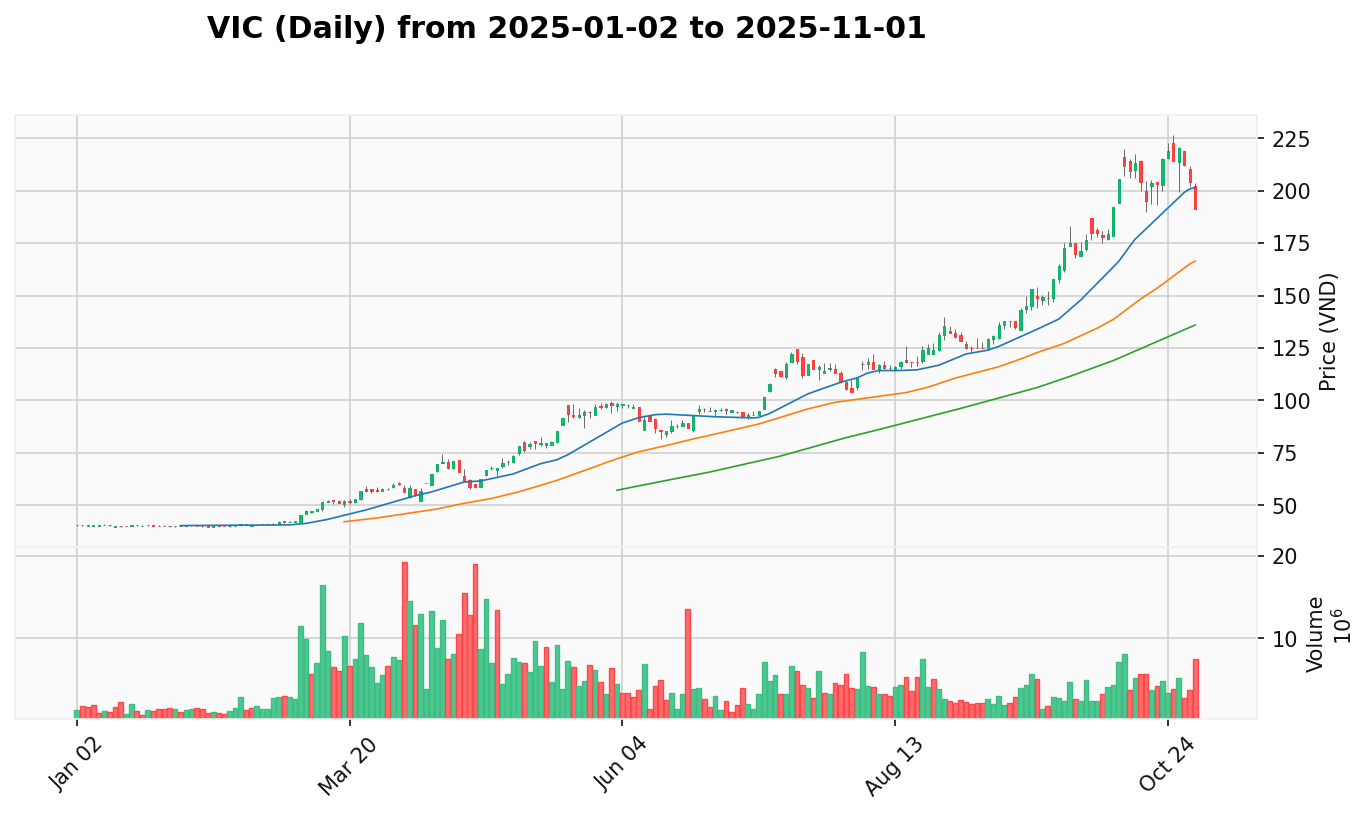 VIC (Daily) from 2025-01-02 to 2025-11-01
225
200
175
150
125
100
75
50
Price (VND)
20
10
Volume
10⁶
Jan 02
Mar 20
Jun 04
Aug 13
Oct 24